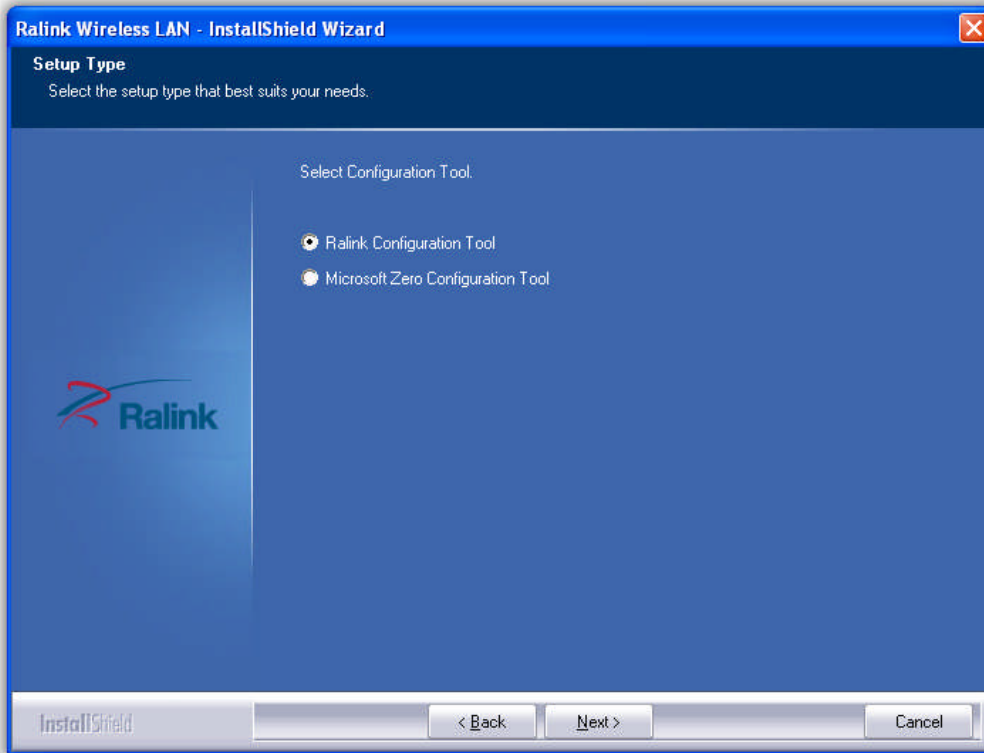 Ralink Wireless LAN - InstallShield Wizard
Setup Type
Select the setup type that best suits your needs.
Select Configuration Tool.
Ralink Configuration Tool
Microsoft Zero Configuration Tool
Ralink
InstallShield
< Back
Next >
Cancel